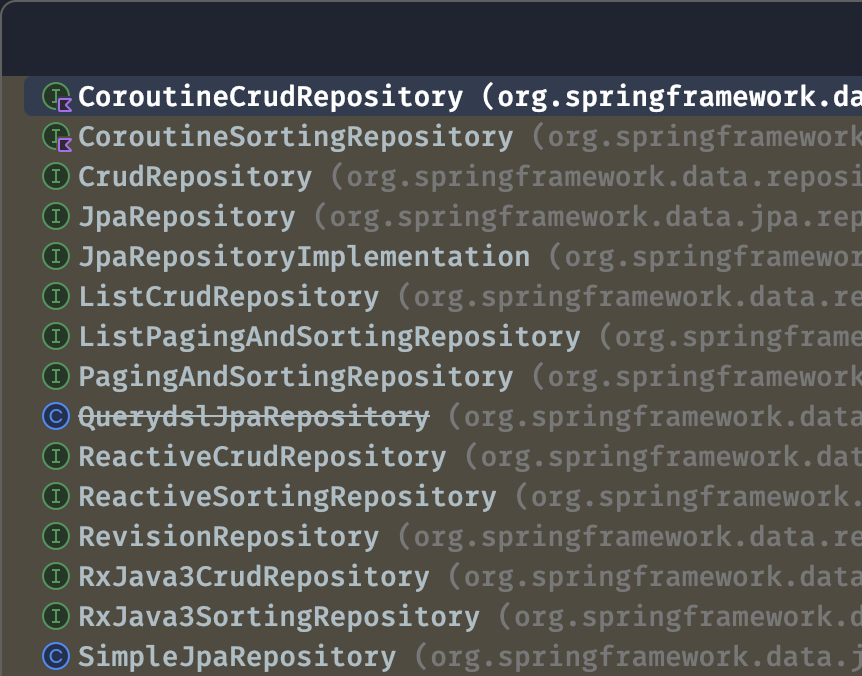 CoroutineCrudRepository (org.springframework.da
CoroutineSortingRepository (org.springframework
CrudRepository (org.springframework.data.reposi
JpaRepository (org.springframework.data.jpa.rep
JpaRepositoryImplementation (org.springframewor
ListCrudRepository (org.springframework.data.re
ListPagingAndSortingRepository (org.springframe
PagingAndSortingRepository (org.springframework
QuerydslJpaRepository (org.springframework.data
ReactiveCrudRepository (org.springframework.dat
ReactiveSortingRepository (org.springframework.
RevisionRepository (org.springframework.data.re
RxJava3CrudRepository (org.springframework.data
RxJava3SortingRepository (org.springframework.d
SimpleJpaRepository (org.springframework.data.j